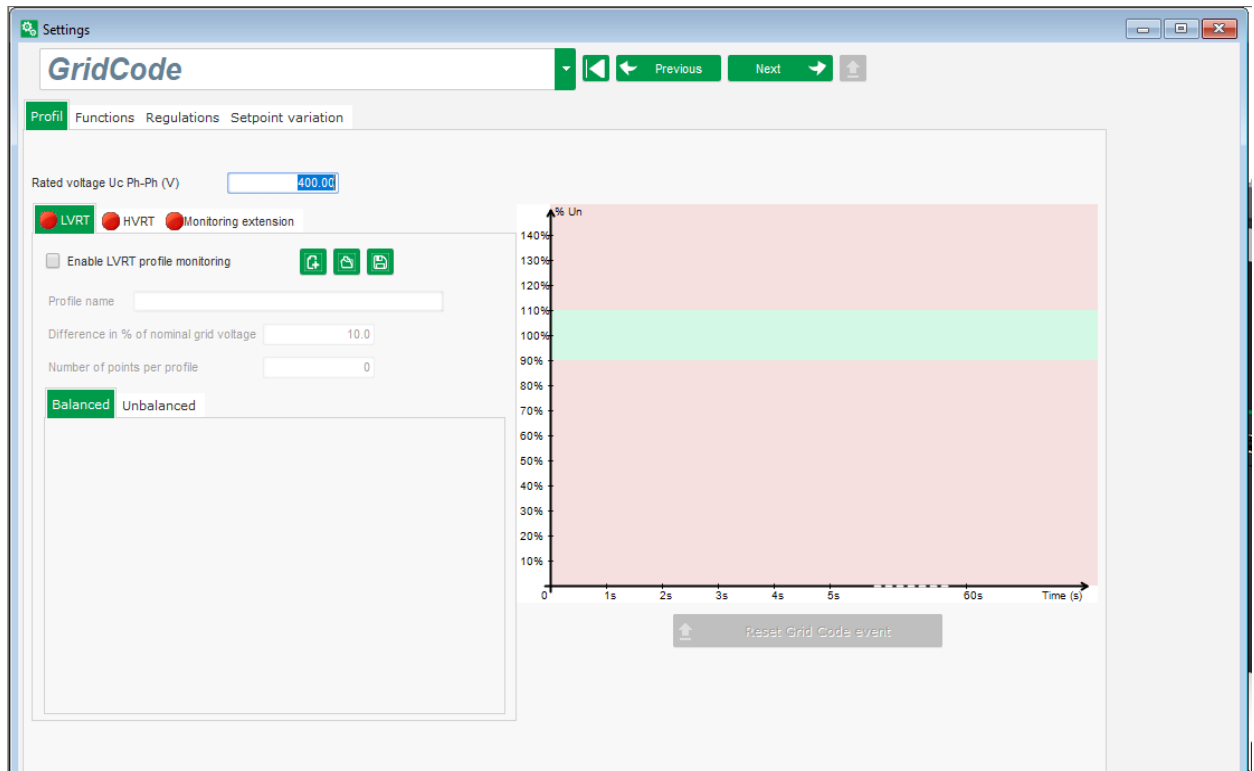 Settings
GridCode
Previous
Next
Profil Functions Regulations Setpoint variation
Rated voltage Uc Ph-Ph (V) 400.00
LVRT HVRT Monitoring extension
Enable LVRT profile monitoring
Profile name
Difference in % of nominal grid voltage 10.0
Number of points per profile 0
Balanced Unbalanced
% Un
140%
130%
120%
110%
100%
90%
80%
70%
60%
50%
40%
30%
20%
10%
0 1s 2s 3s 4s 5s 60s Time (s)
Reset Grid Code event